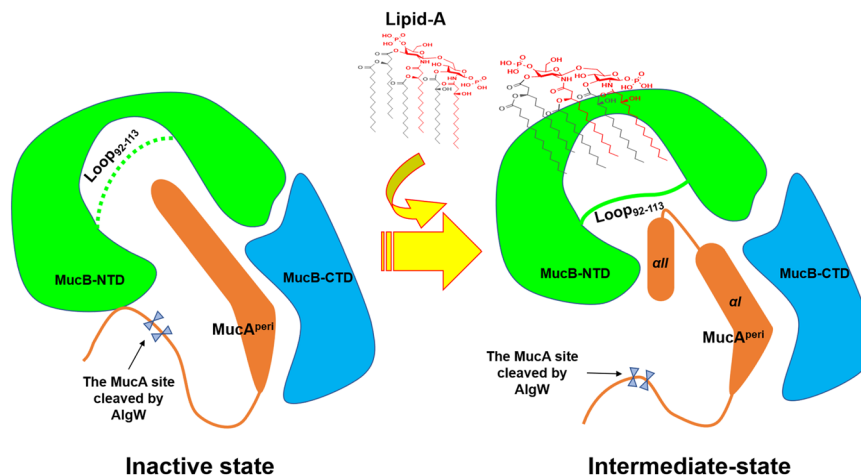 Lipid-A
Loop92-113
MucB-NTD
MucB-CTD
MucAperi
The MucA site
cleaved by
AlgW
Inactive state
Loop92-113
MucB-NTD
αII
αI
MucB-CTD
MucAperi
The MucA site
cleaved by
AlgW
Intermediate-state